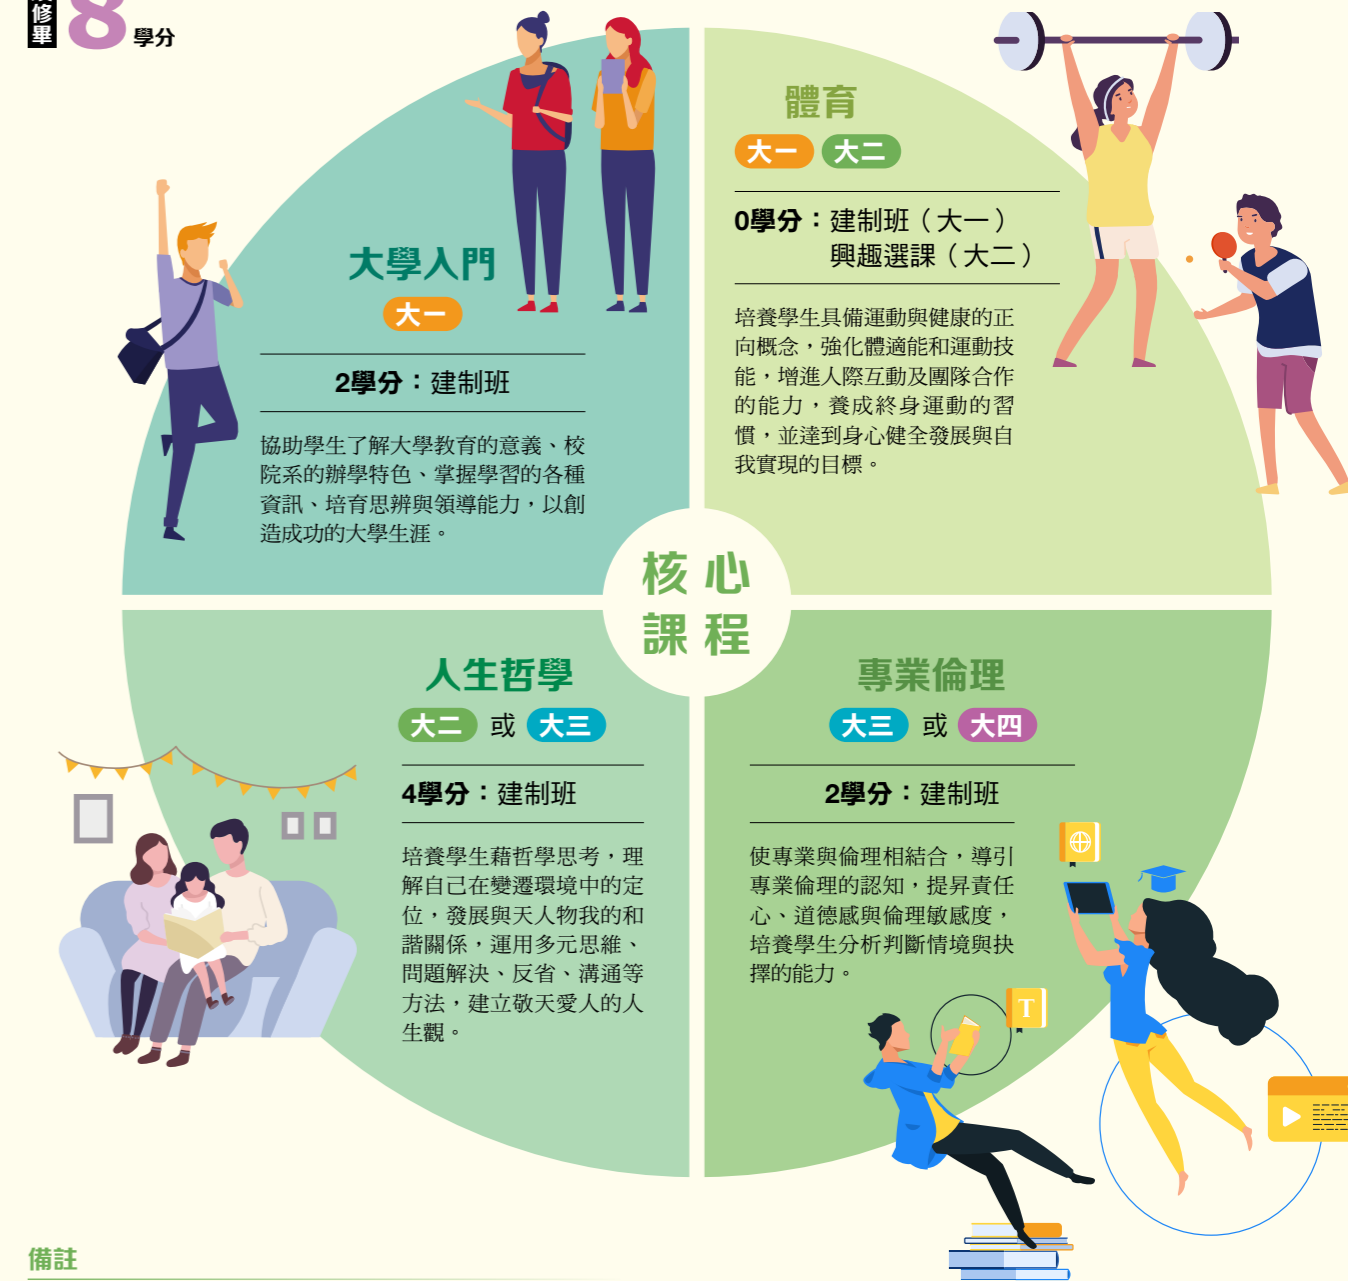 修畢
8學分
大學入門
大一
2學分：建制班
協助學生了解大學教育的意義、校
院系的辦學特色、掌握學習的各種
資訊、培育思辨與領導能力，以創
造成功的大學生涯。
體育
大一 大二
0學分：建制班（大一）
興趣選課（大二）
培養學生具備運動與健康的正
向概念，強化體適能和運動技
能，增進人際互動及團隊合作
的能力，養成終身運動的習
慣，並達到身心健全發展與自
我實現的目標。
核心
課程
人生哲學
大二 或 大三
4學分：建制班
培養學生藉哲學思考，理
解自己在變遷環境中的定
位，發展與天人物我的和
諧關係，運用多元思維、
問題解決、反省、溝通等
方法，建立敬天愛人的人
生觀。
專業倫理
大三 或 大四
2學分：建制班
使專業與倫理相結合，導引
專業倫理的認知，提昇責任
心、道德感與倫理敏感度，
培養學生分析判斷情境與抉
擇的能力。
T
備註